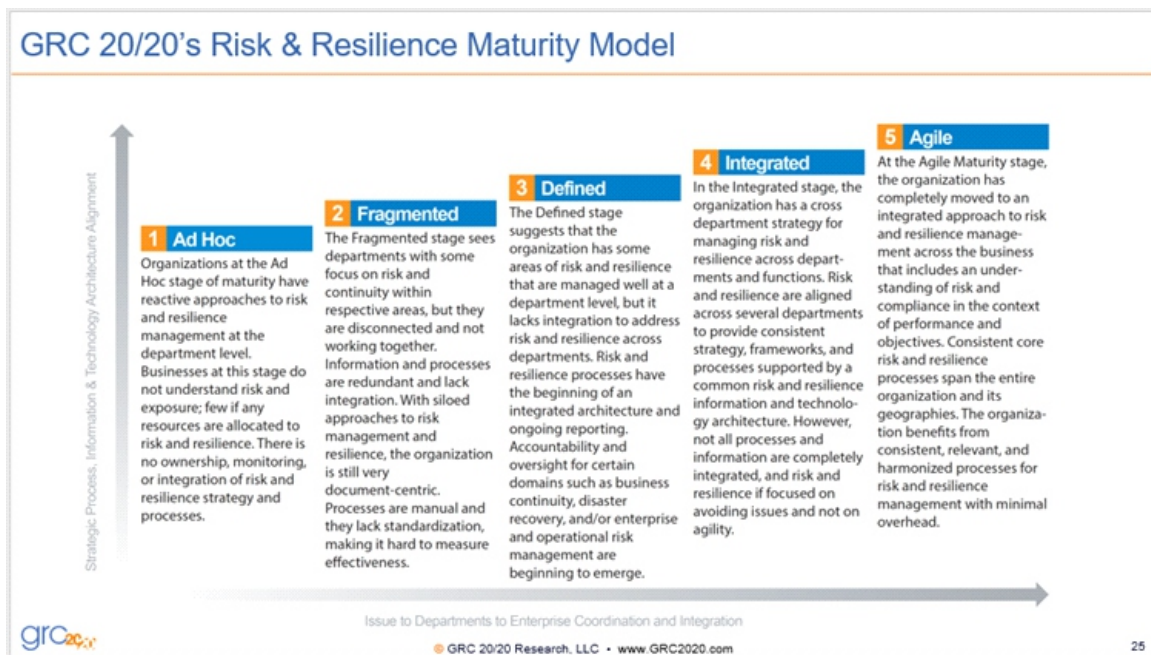 GRC 20/20's Risk & Resilience Maturity Model
Strategic Process, Information & Technology Architecture Alignment
1 Ad Hoc
Organizations at the Ad
Hoc stage of maturity have
reactive approaches to risk
and resilience
management at the
department level.
Businesses at this stage do
not understand risk and
exposure; few if any
resources are allocated to
risk and resilience. There is
no ownership, monitoring,
or integration of risk and
resilience strategy and
processes.
2 Fragmented
The Fragmented stage sees
departments with some
focus on risk and
continuity within
respective areas, but they
are disconnected and not
working together.
Information and processes
are redundant and lack
integration. With siloed
approaches to risk
management and
resilience, the organization
is still very
document-centric.
Processes are manual and
they lack standardization,
making it hard to measure
effectiveness.
3 Defined
The Defined stage
suggests that the
organization has some
areas of risk and resilience
that are managed well at a
department level, but it
lacks integration to address
risk and resilience across
departments. Risk and
resilience processes have
the beginning of an
integrated architecture and
ongoing reporting.
Accountability and
oversight for certain
domains such as business
continuity, disaster
recovery, and/or enterprise
and operational risk
management are
beginning to emerge.
4 Integrated
In the Integrated stage, the
organization has a cross
department strategy for
managing risk and
resilience across depart-
ments and functions. Risk
and resilience are aligned
across several departments
to provide consistent
strategy, frameworks, and
processes supported by a
common risk and resilience
information and technolo-
gy architecture. However,
not all processes and
information are completely
integrated, and risk and
resilience if focused on
avoiding issues and not on
agility.
5 Agile
At the Agile Maturity stage,
the organization has
completely moved to an
integrated approach to risk
and resilience manage-
ment across the business
that includes an under-
standing of risk and
compliance in the context
of performance and
objectives. Consistent core
risk and resilience
processes span the entire
organization and its
geographies. The organiza-
tion benefits from
consistent, relevant, and
harmonized processes for
risk and resilience
management with minimal
overhead.
Issue to Departments to Enterprise Coordination and Integration
grc2020
© GRC 20/20 Research, LLC • www.GRC2020.com
25